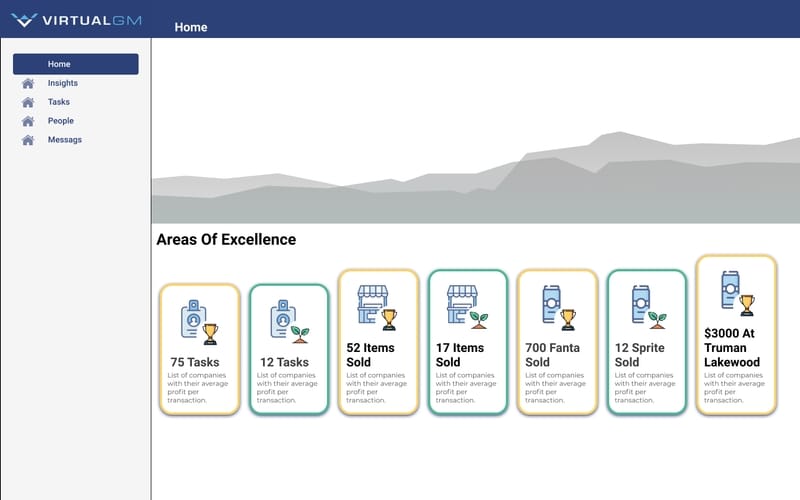 VIRTUALGM
Home
Home
Insights
Tasks
People
Messags
Areas Of Excellence
75 Tasks
List of companies
with their average
profit per
transaction.
12 Tasks
List of companies
with their average
profit per
transaction.
52 Items
Sold
List of companies
with their average
profit per
transaction.
17 Items
Sold
List of companies
with their average
profit per
transaction.
700 Fanta
Sold
List of companies
with their average
profit per
transaction.
12 Sprite
Sold
List of companies
with their average
profit per
transaction.
$3000 At
Truman
Lakewood
List of companies
with their average
profit per
transaction.